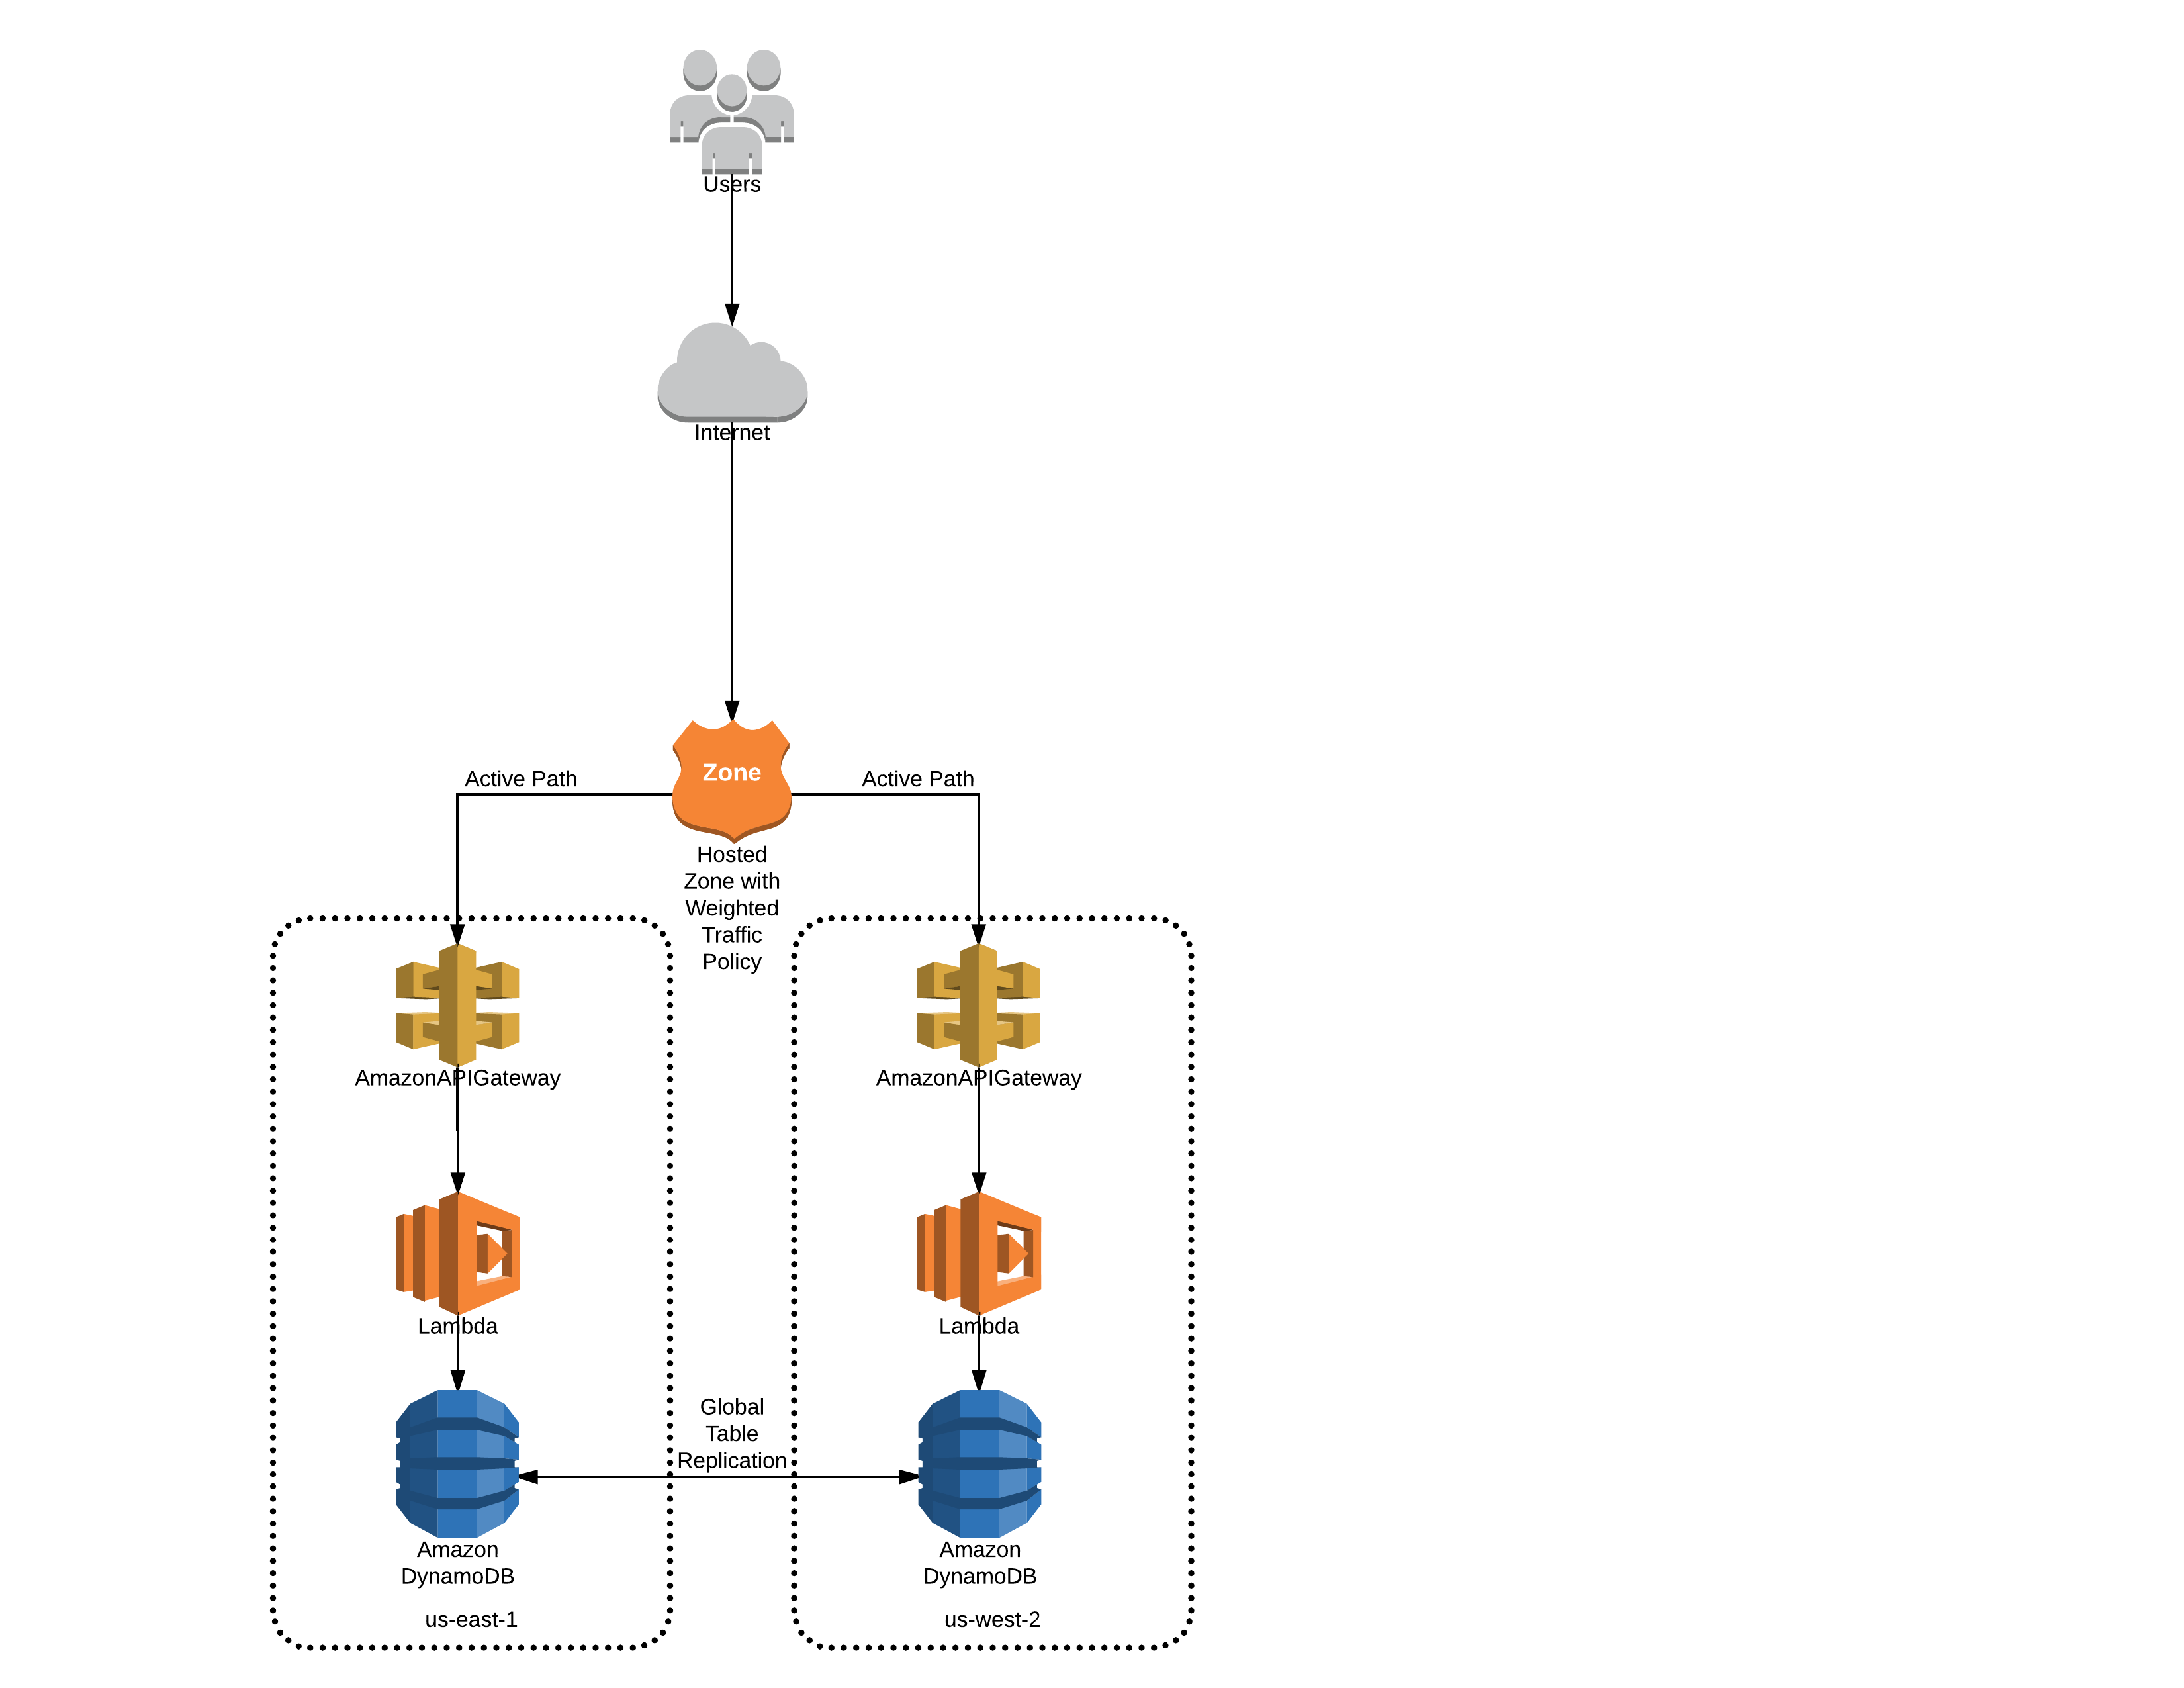 Users
Internet
Zone
Active Path
Active Path
Hosted
Zone with
Weighted
Traffic
Policy
AmazonAPIGateway
AmazonAPIGateway
Lambda
Lambda
Global
Table
Replication
Amazon
DynamoDB
Amazon
DynamoDB
us-east-1
us-west-2